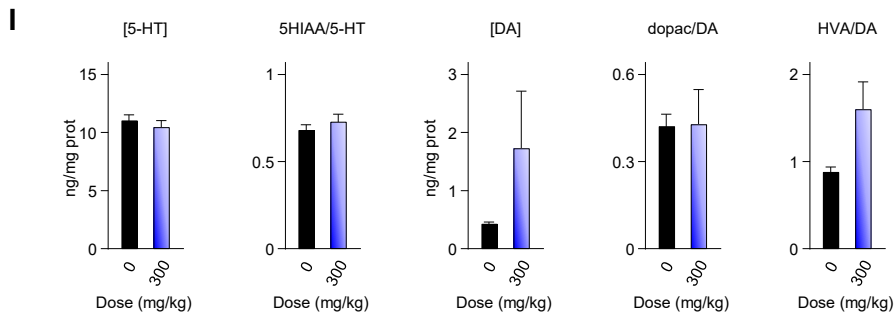 I
[5-HT]
ng/mg prot
15
10
5
0
0
300
Dose (mg/kg)
5HIAA/5-HT
1
0.5
0
0
300
Dose (mg/kg)
[DA]
ng/mg prot
3
2
1
0
0
300
Dose (mg/kg)
dopac/DA
0.6
0.3
0
0
300
Dose (mg/kg)
HVA/DA
2
1
0
0
300
Dose (mg/kg)